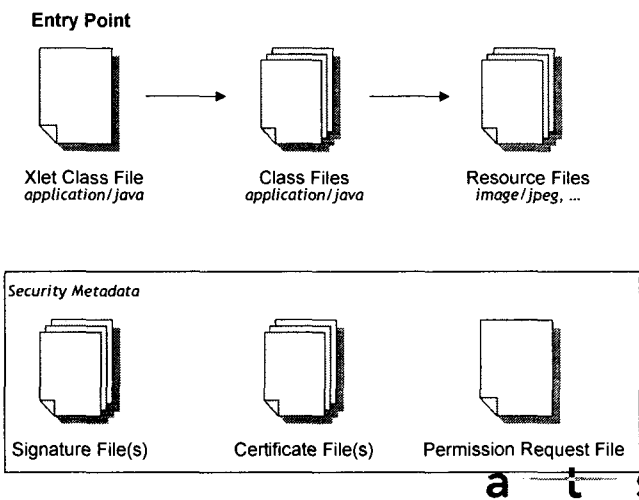 Entry Point
Xlet Class File
application/java
Class Files
application/java
Resource Files
image/jpeg, ...
Security Metadata
Signature File(s)
Certificate File(s)
Permission Request File
a t